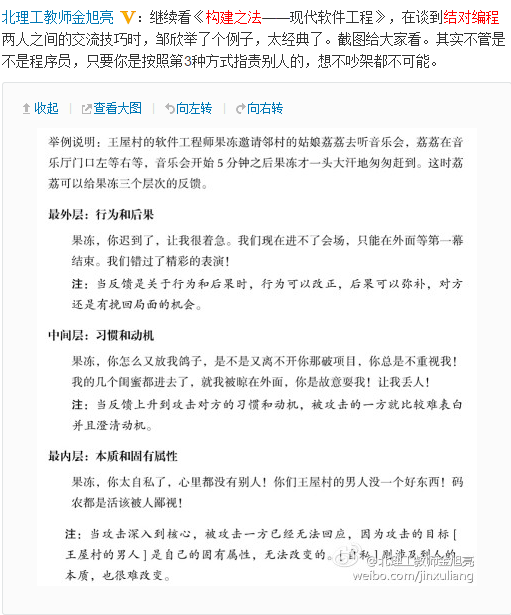 北理工教师金旭亮 V：继续看《构建之法——现代软件工程》，在谈到结对编程
两人之间的交流技巧时，邹欣举了个例子，太经典了。截图给大家看。其实不管是
不是程序员，只要你是按照第3种方式指责别人的，想不吵架都不可能。
收起 查看大图 向左转 向右转
举例说明：王屋村的软件工程师果冻邀请邻村的姑娘荔荔去听音乐会，荔荔在音
乐厅门口左等右等，音乐会开始 5 分钟之后果冻才一头大汗地匆匆赶到。这时荔
荔可以给果冻三个层次的反馈。
最外层：行为和后果
果冻，你迟到了，让我很着急。我们现在进不了会场，只能在外面等第一幕
结束。我们错过了精彩的表演！
注：当反馈是关于行为和后果时，行为可以改正，后果可以弥补，对方
还是有挽回局面的机会。
中间层：习惯和动机
果冻，你怎么又放我鸽子，是不是又离不开你那破项目，你总是不重视我！
我的几个闺蜜都进去了，就我被晾在外面，你是故意耍我！让我丢人！
注：当反馈上升到攻击对方的习惯和动机，被攻击的一方就比较难表白
并且澄清动机。
最内层：本质和固有属性
果冻，你太自私了，心里都没有别人！你们王屋村的男人没一个好东西！码
农都是活该被人鄙视！
注：当攻击深入到核心，被攻击一方已经无法回应，因为攻击的目标[
王屋村的男人]是自己的固有属性，无法改变的。[自私]则涉及到人的
本质，也很难改变。
@北理工教师金旭亮
weibo.com/jinxuliang